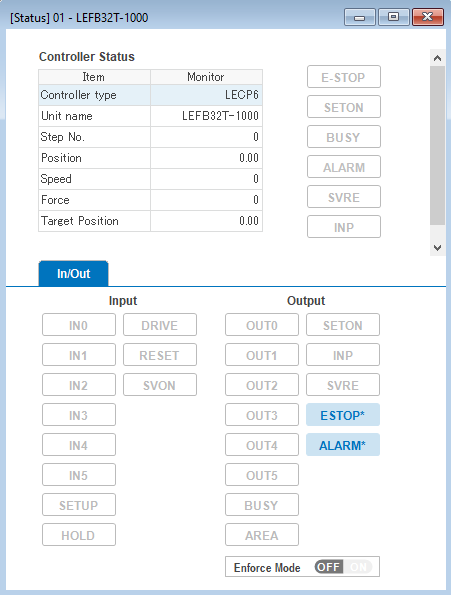 [Status] 01 - LEFB32T-1000
Controller Status
Item Monitor
Controller type LECP6
Unit name LEFB32T-1000
Step No. 0
Position 0.00
Speed 0
Force 0
Target Position 0.00
E-STOP
SETON
BUSY
ALARM
SVRE
INP
In/Out
Input Output
IN0 DRIVE OUT0 SETON
IN1 RESET OUT1 INP
IN2 SVON OUT2 SVRE
IN3 OUT3 ESTOP*
IN4 OUT4 ALARM*
IN5 OUT5
SETUP BUSY
HOLD AREA
Enforce Mode OFF ON